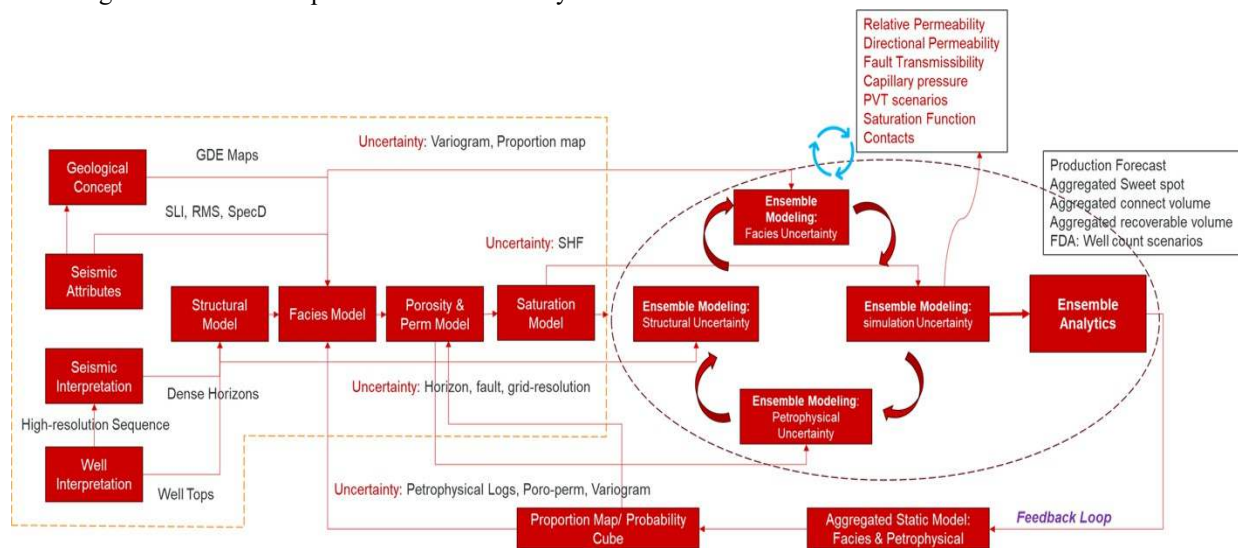 Relative Permeability
Directional Permeability
Fault Transmissibility
Capillary pressure
PVT scenarios
Saturation Function
Contacts
Uncertainty: Variogram, Proportion map
GDE Maps
Geological
Concept
SLI, RMS, SpecD
Seismic
Attributes
Uncertainty: SHF
Production Forecast
Aggregated Sweet spot
Aggregated connect volume
Aggregated recoverable volume
FDA: Well count scenarios
Ensemble
Modeling:
Facies Uncertainty
Structural
Model
Facies Model
Porosity &
Perm Model
Saturation
Model
Ensemble Modeling:
Structural Uncertainty
Ensemble Modeling:
simulation Uncertainty
Ensemble
Analytics
Seismic
Interpretation
Dense Horizons
Uncertainty: Horizon, fault, grid-resolution
Ensemble Modeling:
Petrophysical
Uncertainty
High-resolution Sequence
Well
Interpretation
Well Tops
Uncertainty: Petrophysical Logs, Poro-perm, Variogram
Proportion Map/ Probability
Cube
Aggregated Static Model:
Facies & Petrophysical
Feedback Loop